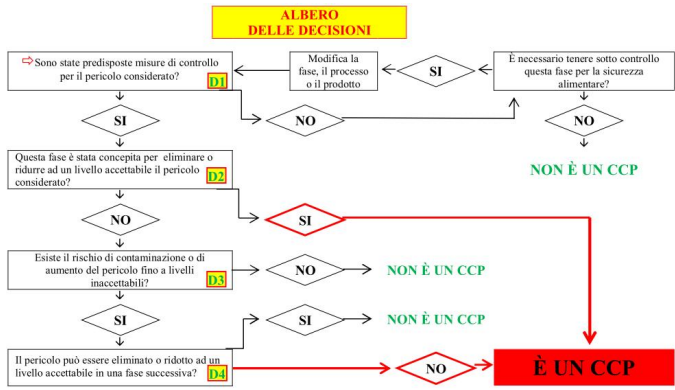 ALBERO
DELLE DECISIONI
⇨Sono state predisposte misure di controllo
per il pericolo considerato?
D1
Modifica la
fase, il processo
o il prodotto
SI
È necessario tenere sotto controllo
questa fase per la sicurezza
alimentare?
SI
NO
NO
NON È UN CCP
Questa fase è stata concepita per eliminare o
ridurre ad un livello accettabile il pericolo
considerato?
D2
NO
SI
Esiste il rischio di contaminazione o di
aumento del pericolo fino a livelli
inaccettabili?
D3
NO
NON È UN CCP
SI
SI
NON È UN CCP
Il pericolo può essere eliminato o ridotto ad un
livello accettabile in una fase successiva?
D4
NO
È UN CCP